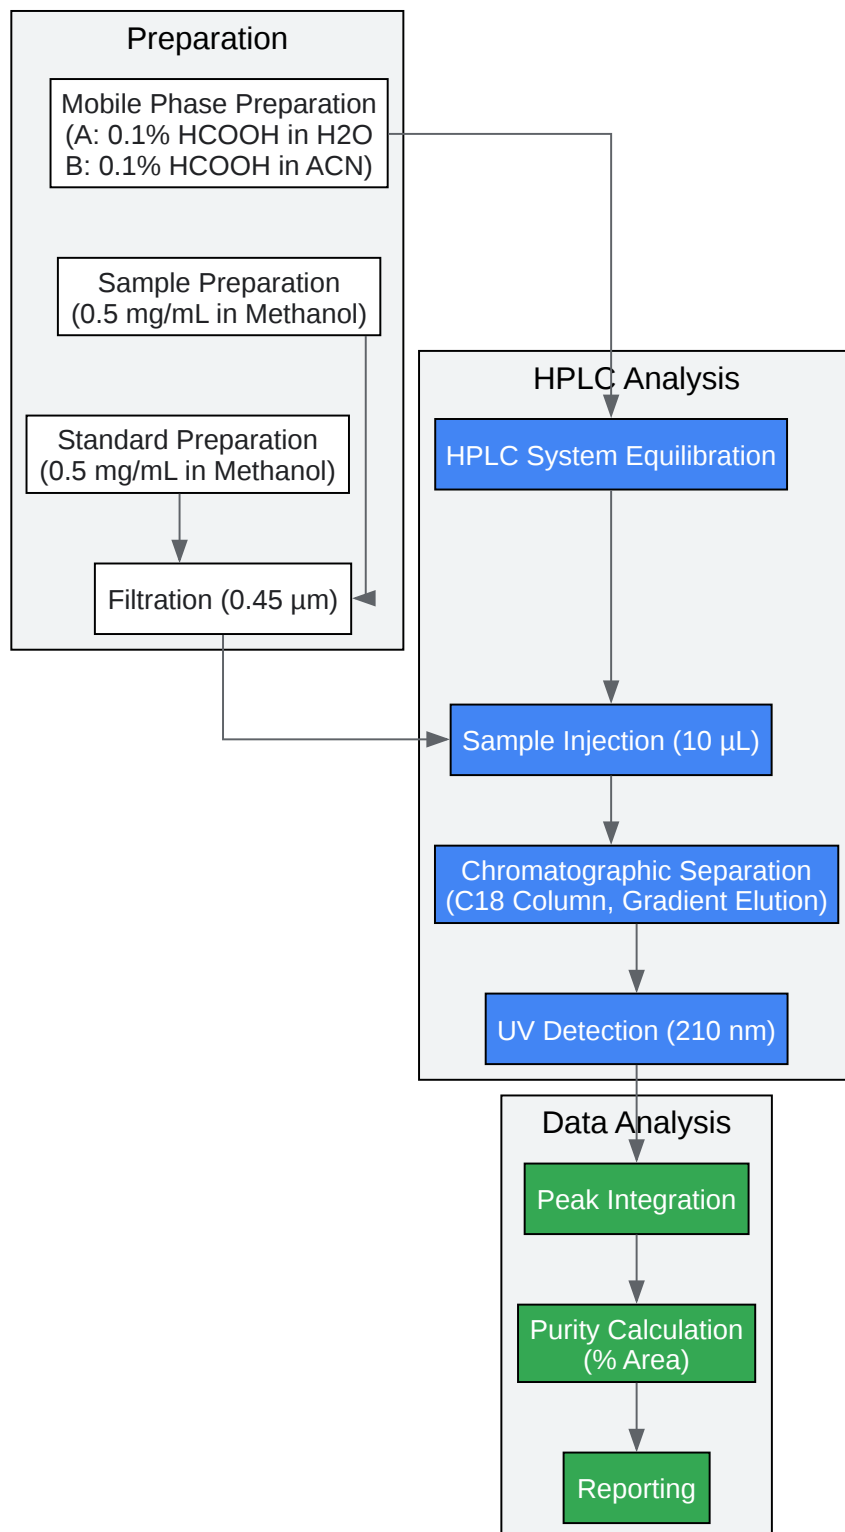 Preparation
Mobile Phase Preparation
(A: 0.1% HCOOH in H2O
B: 0.1% HCOOH in ACN)
Sample Preparation
(0.5 mg/mL in Methanol)
Standard Preparation
(0.5 mg/mL in Methanol)
Filtration (0.45 µm)
HPLC Analysis
HPLC System Equilibration
Sample Injection (10 µL)
Chromatographic Separation
(C18 Column, Gradient Elution)
UV Detection (210 nm)
Data Analysis
Peak Integration
Purity Calculation
(% Area)
Reporting